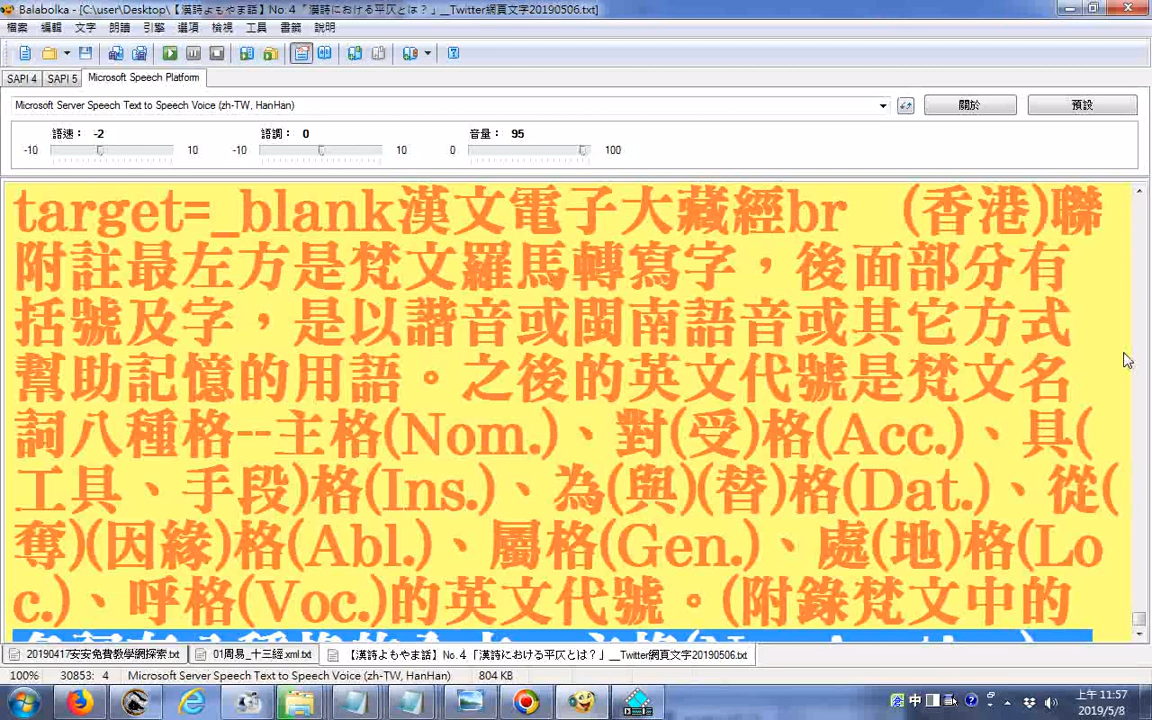 Balabolka - [C:\user\Desktop\【漢詩よもやま話】No.４「漢詩における平仄とは？」__Twitter網頁文字20190506.txt]
檔案 編輯 文字 朗讀 引擎 選項 檢視 工具 書籤 說明
SAPI 4 SAPI 5 Microsoft Speech Platform
Microsoft Server Speech Text to Speech Voice (zh-TW, HanHan) 關於 預設
語速： -2 語調： 0 音量： 95
-10 10 -10 10 0 100
target=_blank漢文電子大藏經br　(香港)聯
附註最左方是梵文羅馬轉寫字，後面部分有
括號及字，是以諧音或閩南語音或其它方式
幫助記憶的用語。之後的英文代號是梵文名
詞八種格--主格(Nom.)、對(受)格(Acc.)、具(
工具、手段)格(Ins.)、為(與)(替)格(Dat.)、從(
奪)(因緣)格(Abl.)、屬格(Gen.)、處(地)格(Lo
c.)、呼格(Voc.)的英文代號。(附錄梵文中的
20190417安安免費教學網探索.txt 01周易_十三經.xml.txt 【漢詩よもやま話】No.４「漢詩における平仄とは？」__Twitter網頁文字20190506.txt
100% 30853: 4 Microsoft Server Speech Text to Speech Voice (zh-TW, HanHan) 804 KB
中 上午 11:57
2019/5/8